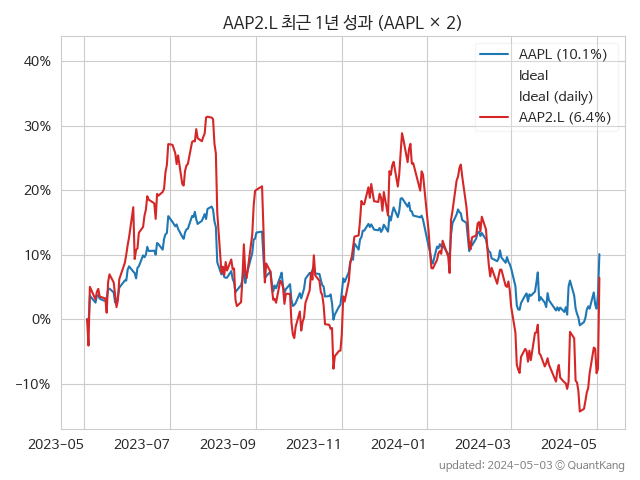 AAP2.L 최근 1년 성과 (AAPL × 2)
AAPL (10.1%)
Ideal
Ideal (daily)
AAP2.L (6.4%)
40%
30%
20%
10%
0%
−10%
2023−05
2023−07
2023−09
2023−11
2024−01
2024−03
2024−05
updated: 2024-05-03 ⓒ QuantKang